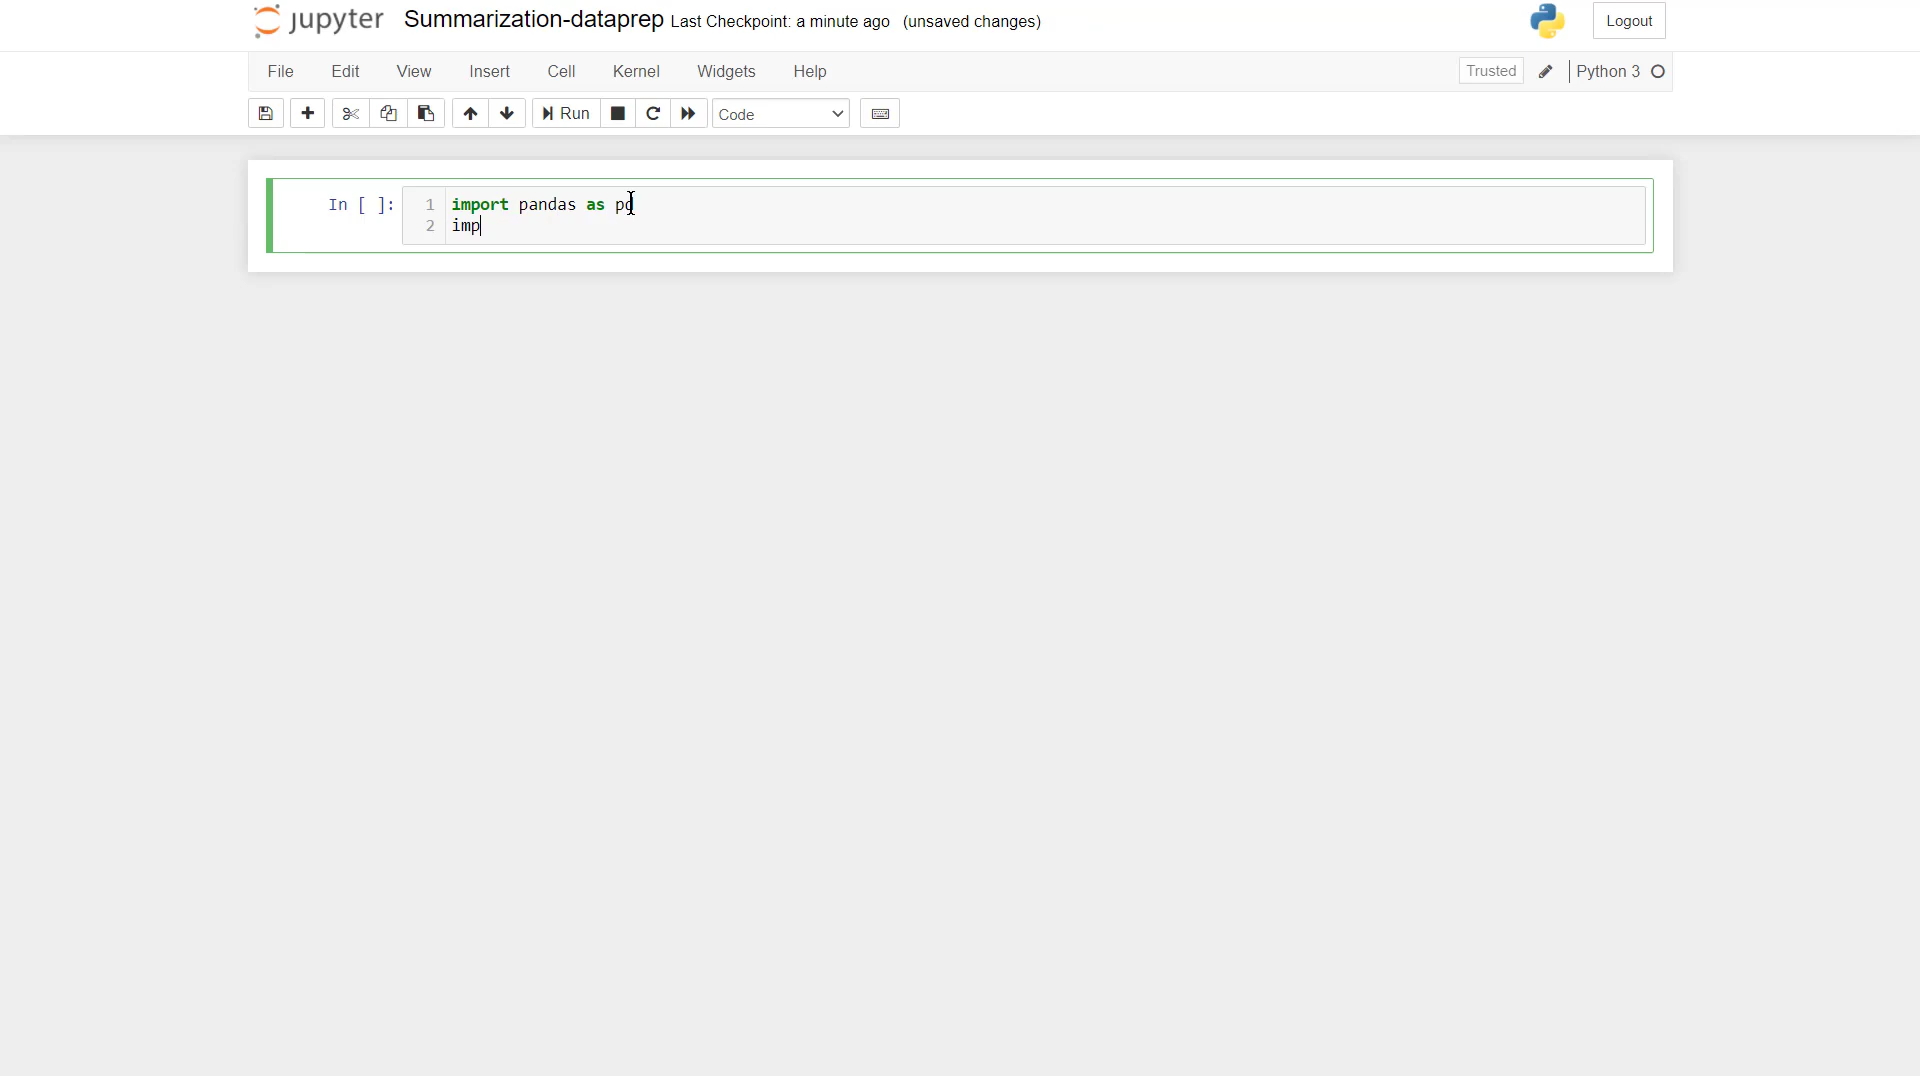 jupyter Summarization-dataprep Last Checkpoint: a minute ago (unsaved changes) Logout
File Edit View Insert Cell Kernel Widgets Help Trusted Python 3
Run Code
In [ ]: 1 import pandas as pd
2 imp